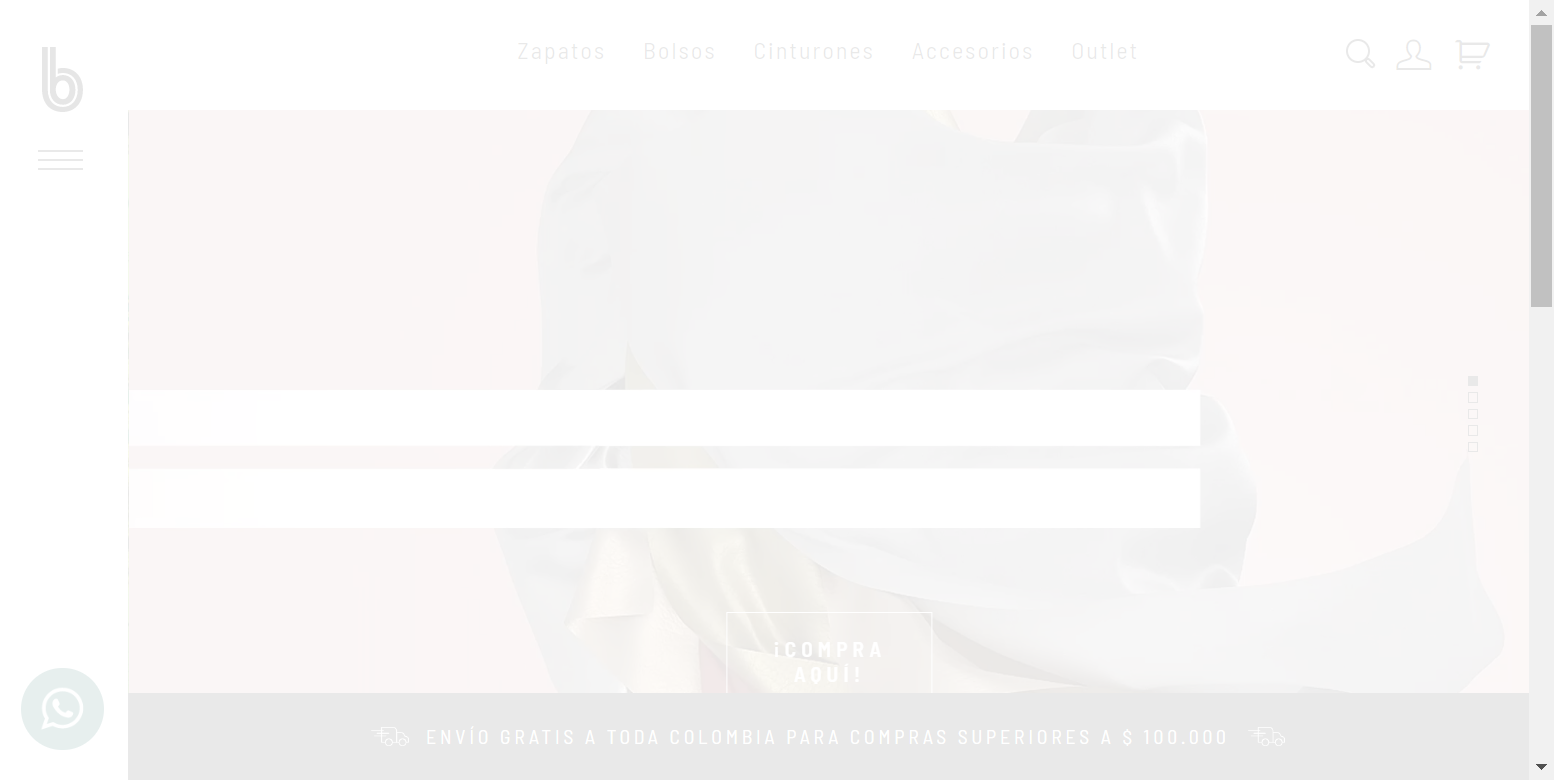 b
Zapatos Bolsos Cinturones Accesorios Outlet
¡COMPRA
AQUÍ!
ENVÍO GRATIS A TODA COLOMBIA PARA COMPRAS SUPERIORES A $ 100.000